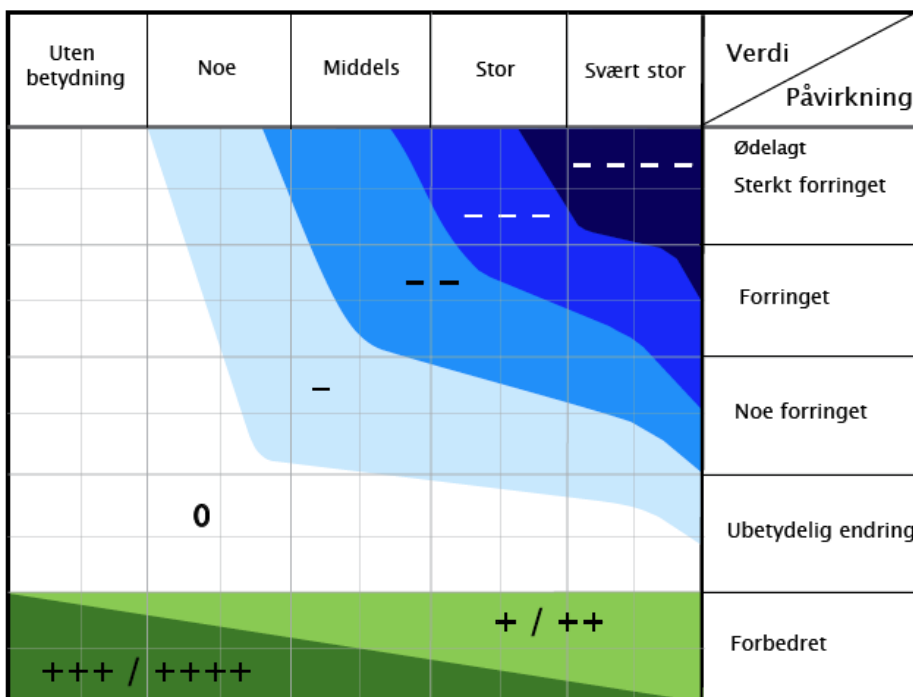 Uten
betydning
Noe
Middels
Stor
Svært stor
Verdi
Påvirkning
Ødelagt
Sterkt forringet
– – – –
– – –
Forringet
– –
Noe forringet
–
Ubetydelig endring
0
Forbedret
+ / ++
+++ / ++++